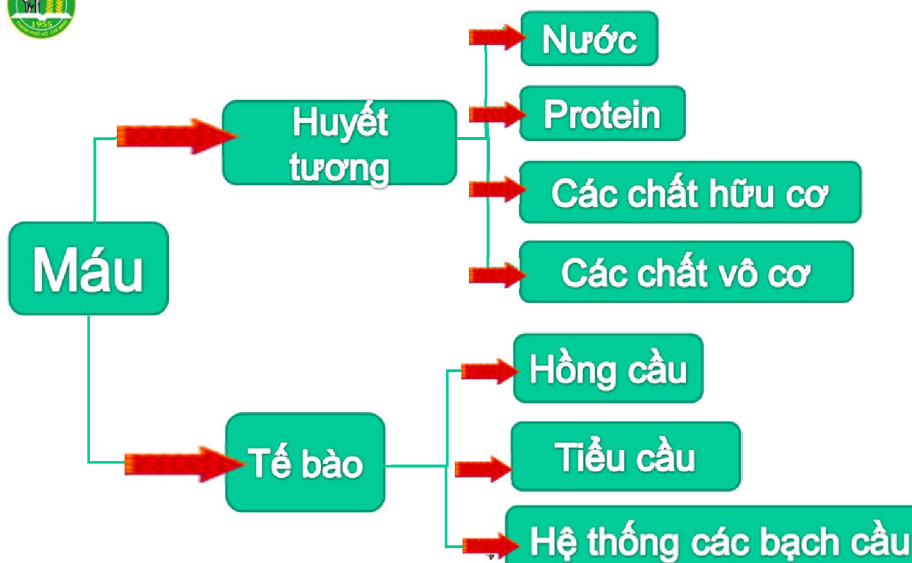 1955
Nước
Huyết
tương
Protein
Các chất hữu cơ
Máu
Các chất vô cơ
Hồng cầu
Tế bào
Tiểu cầu
Hệ thống các bạch cầu